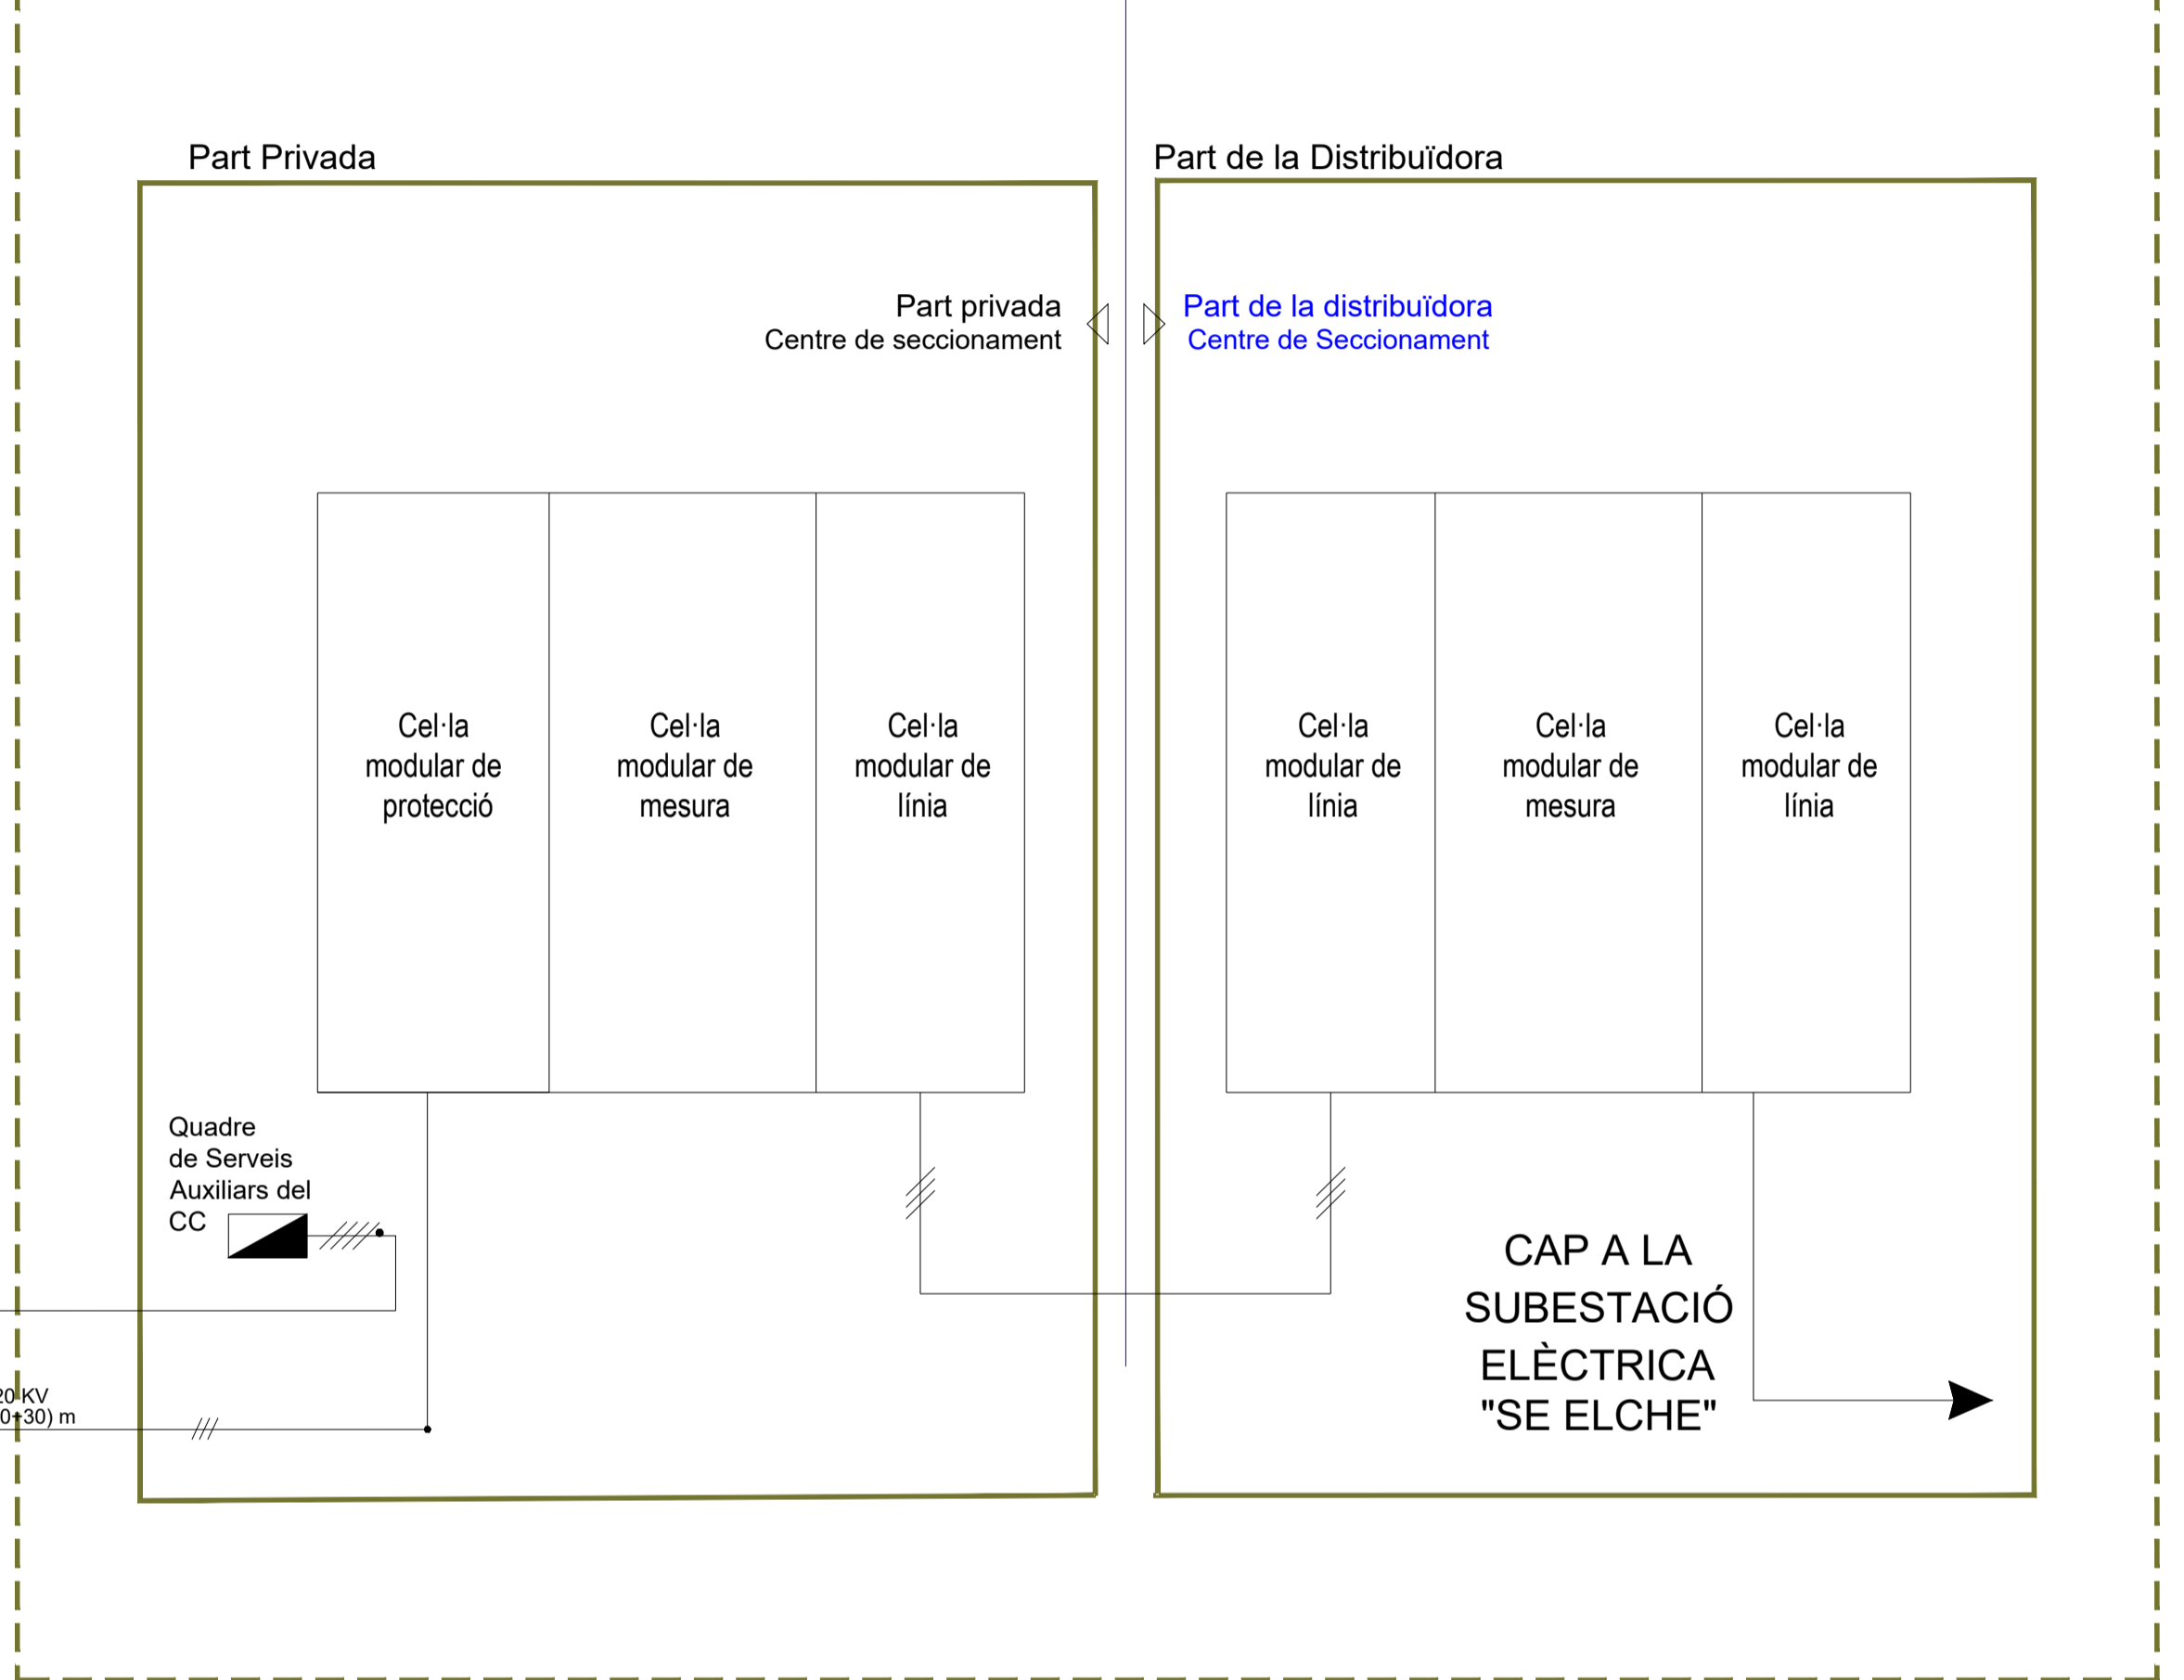 Part Privada
Part de la Distribuïdora
Part privada
Centre de seccionament
Part de la distribuïdora
Centre de Seccionament
Cel·la
modular de
protecció
Cel·la
modular de
mesura
Cel·la
modular de
línia
Cel·la
modular de
línia
Cel·la
modular de
mesura
Cel·la
modular de
línia
Quadre
de Serveis
Auxiliars del
CC
20 KV
0+30) m
CAP A LA
SUBESTACIÓ
ELÈCTRICA
"SE ELCHE"